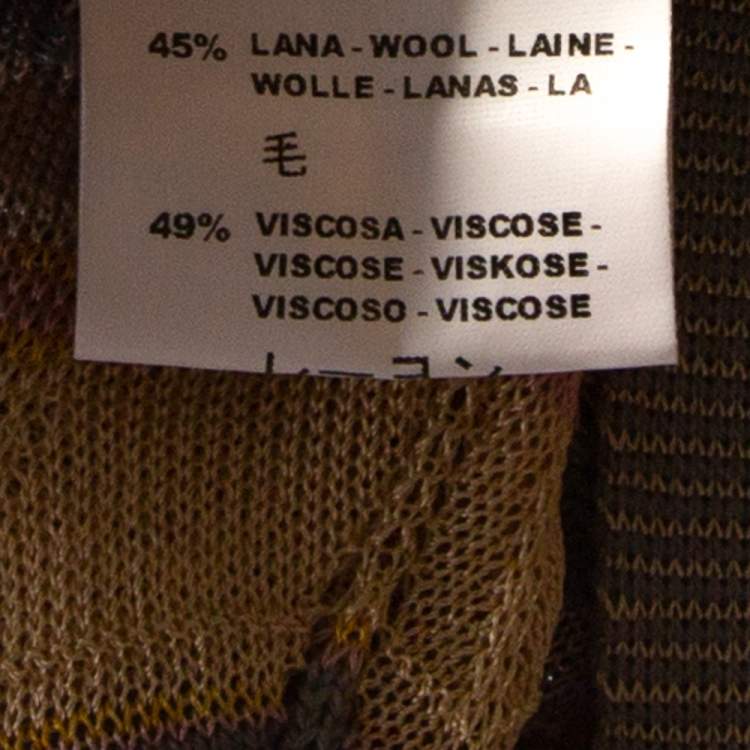 45% LANA - WOOL - LAINE -
WOLLE - LANAS - LA
毛
49% VISCOSA - VISCOSE -
VISCOSE - VISKOSE -
VISCOSO - VISCOSE